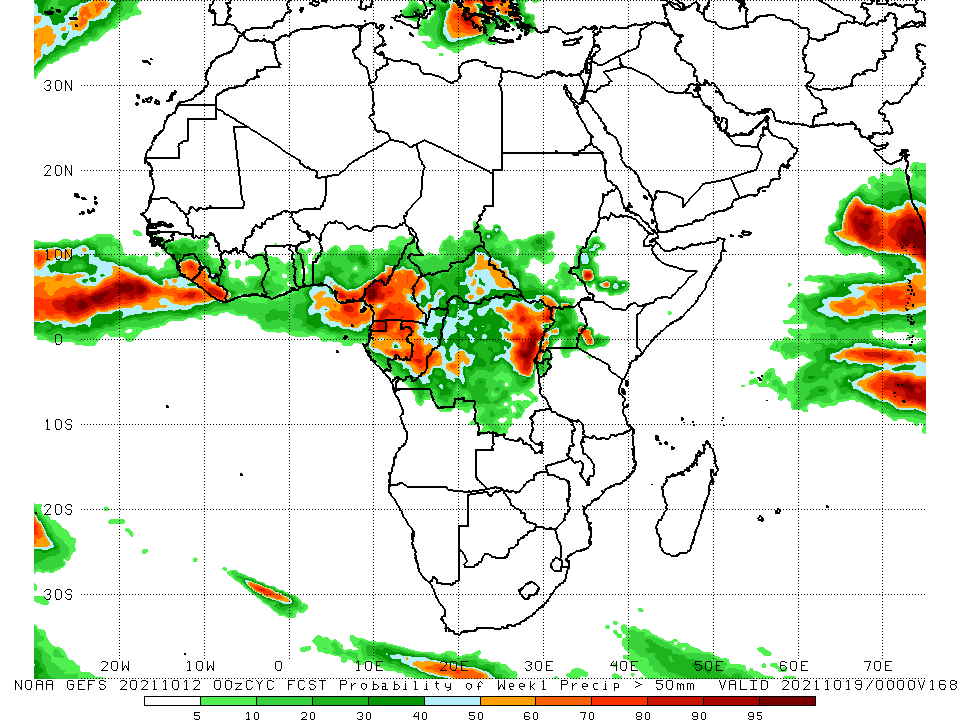 30N
20N
10N
0
10S
20S
30S
20W 10W 0 10E 20E 30E 40E 50E 60E 70E
NOAA GEFS 20211012 00zCYC FCST Probability of Week1 Precip > 50mm VALID 20211019/0000V168
5 10 20 30 40 50 60 70 80 90 95